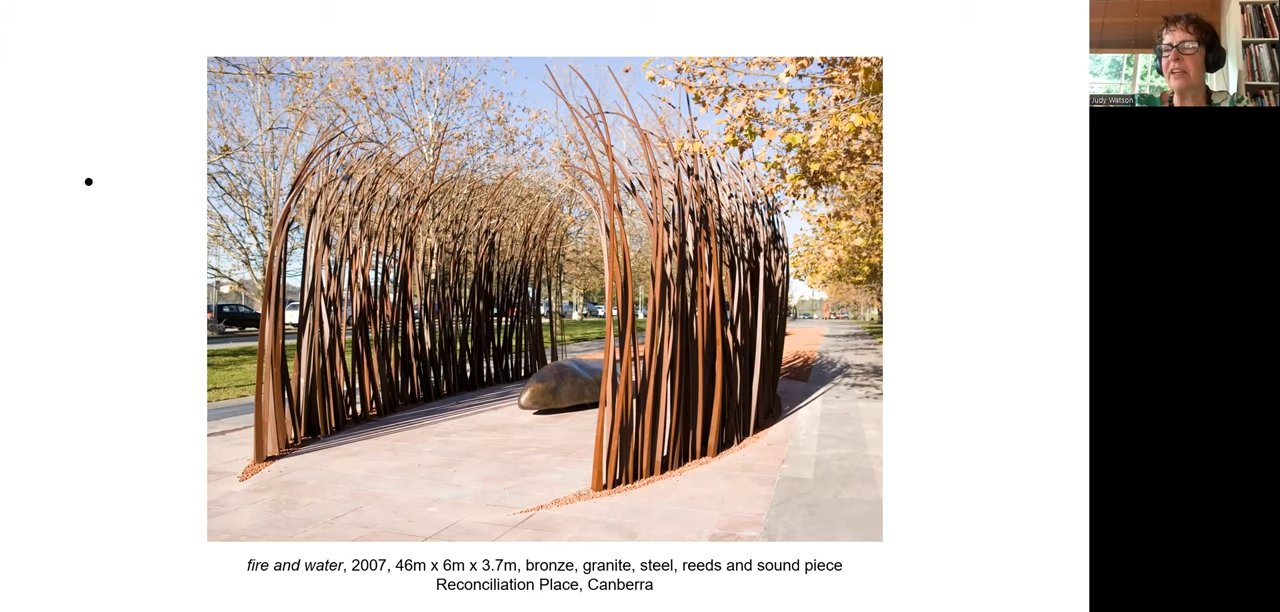 Judy Watson
fire and water, 2007, 46m x 6m x 3.7m, bronze, granite, steel, reeds and sound piece
Reconciliation Place, Canberra